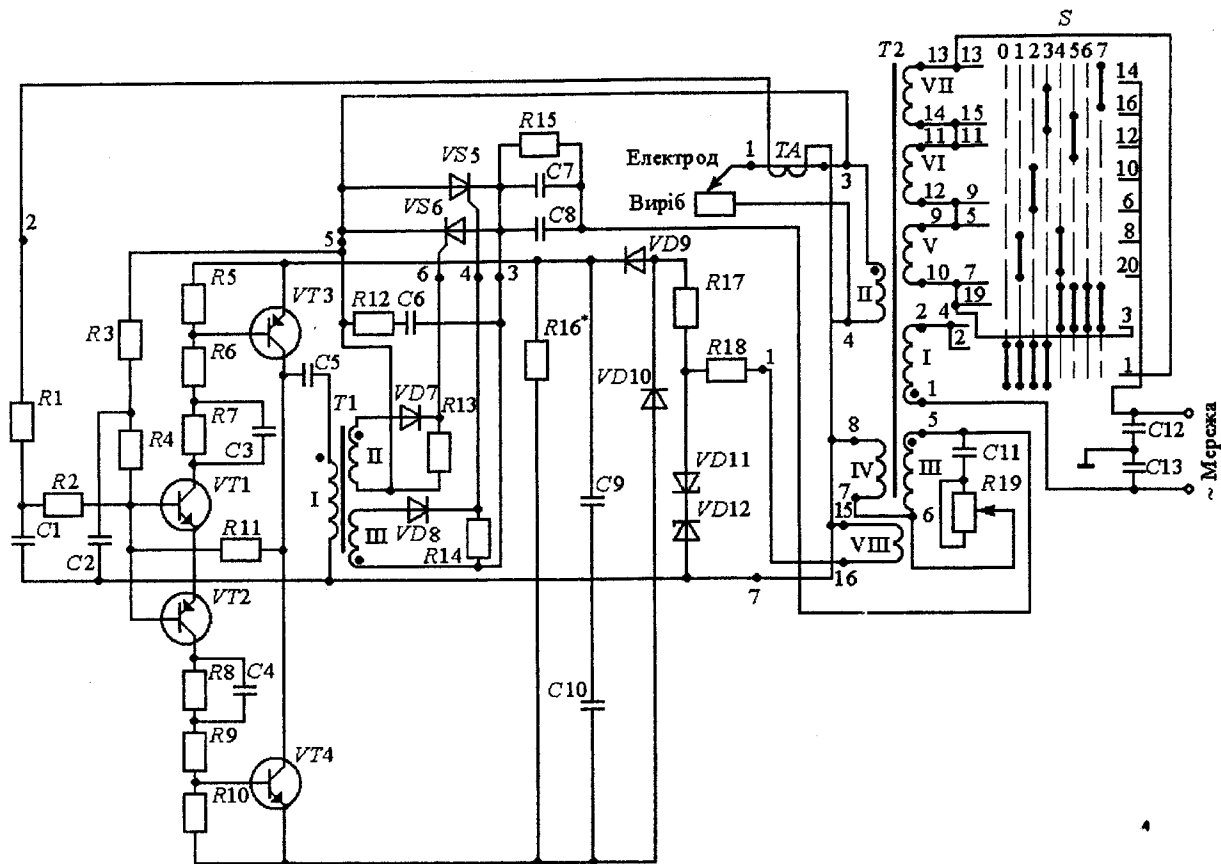 S
T2
0 1 2 3 4 5 6 7
13 13
VII
14 15
11 11
VI
12 9
9 5
V
10 7
19
2 4
2
I
1
14
16
12
10
6
8
20
3
1
R15
VS5
C7
VS6
C8
Електрод
Виріб
1 TA
3
II
4
2
5
6 4 3
VD9
R5
VT3
R3
R6
R12 C6
R16*
R17
R18 1
VD10
C5
R1
R4
R7
C3
T1
VD7
R13
II
I
R2
VT1
C1
C2
R11
III
VD8
R14
C9
VD11
VD12
8
IV
7
15
VIII
16
5
III
6
C11
R19
C12
C13
~ Мережа
7
VT2
R8
C4
R9
VT4
R10
C10